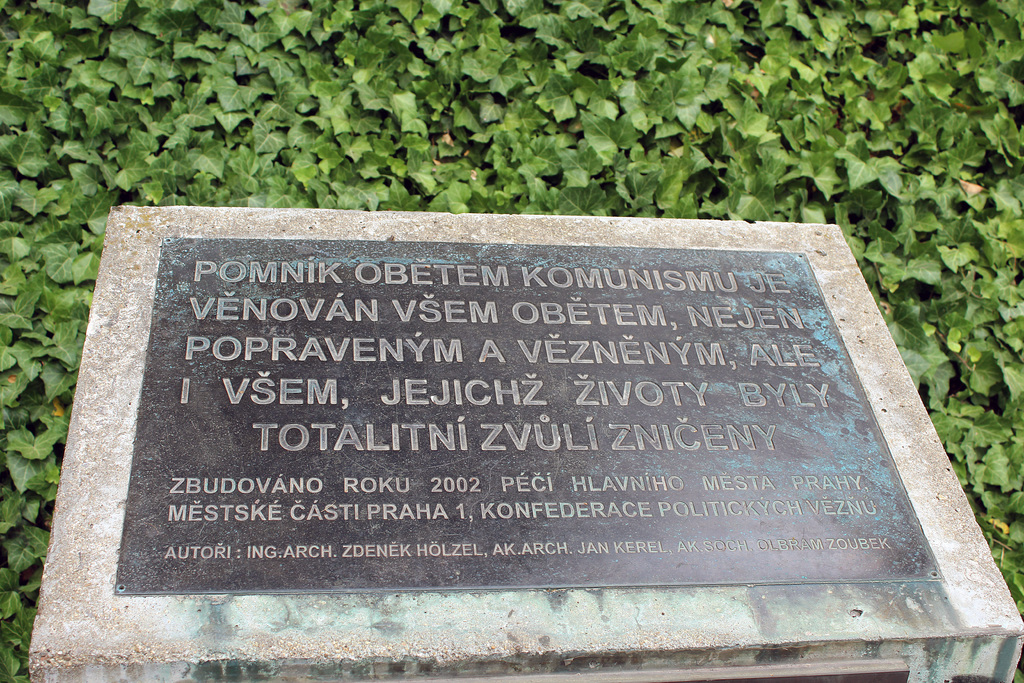 POMNÍK OBĚTEM KOMUNISMU JE
VĚNOVÁN VŠEM OBĚTEM, NEJEN
POPRAVENÝM A VĚZNĚNÝM, ALE
I VŠEM, JEJICHŽ ŽIVOTY BYLY
TOTALITNÍ ZVŮLÍ ZNIČENY
ZBUDOVÁNO ROKU 2002 PÉČÍ HLAVNÍHO MĚSTA PRAHY,
MĚSTSKÉ ČÁSTI PRAHA 1, KONFEDERACE POLITICKÝCH VĚZŇŮ
AUTOŘI : ING.ARCH. ZDENĚK HÖLZEL, AK.ARCH. JAN KEREL, AK.SOCH. OLBRAM ZOUBEK